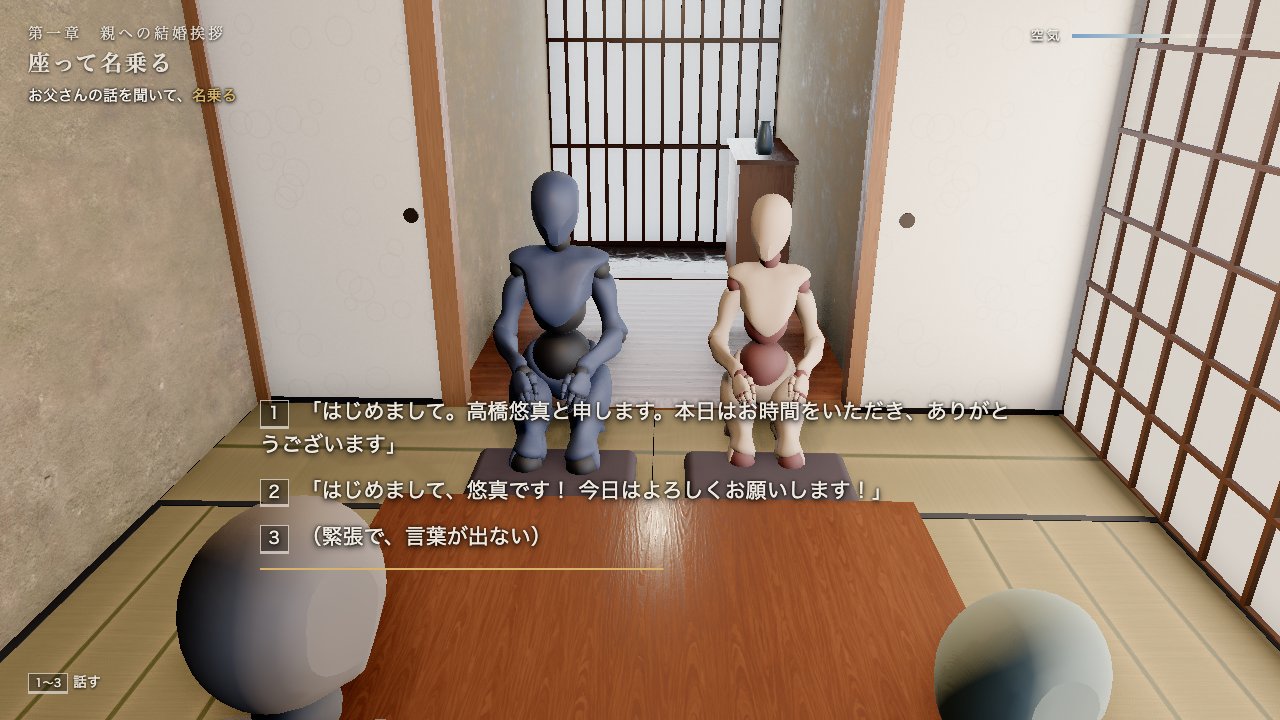 第一章　親への結婚挨拶
座って名乗る
お父さんの話を聞いて、名乗る
空気
1 「はじめまして。高橋悠真と申します。本日はお時間をいただき、ありがと
うございます」
2 「はじめまして、悠真です！ 今日はよろしくお願いします！」
3 （緊張で、言葉が出ない）
1〜3 話す